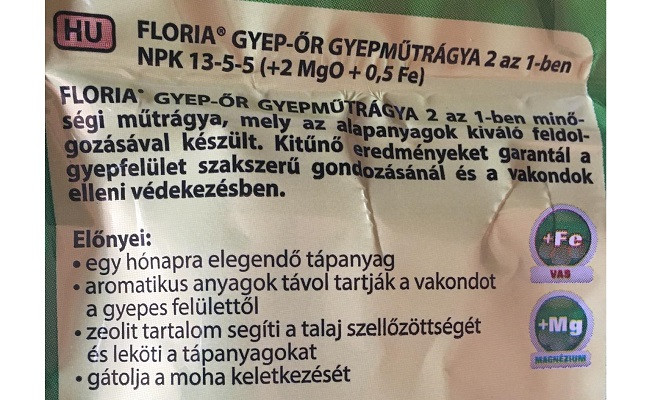 HU
FLORIA® GYEP-ŐR GYEPMŰTRÁGYA 2 az 1-ben
NPK 13-5-5 (+2 MgO + 0,5 Fe)
FLORIA® GYEP-ŐR GYEPMŰTRÁGYA 2 az 1-ben minő-
ségi műtrágya, mely az alapanyagok kiváló feldol-
gozásával készült. Kitűnő eredményeket garantál a
gyepfelület szakszerű gondozásánál és a vakondok
elleni védekezésben.
Előnyei:
• egy hónapra elegendő tápanyag
• aromatikus anyagok távol tartják a vakondot
a gyepes felülettől
• zeolit tartalom segíti a talaj szellőzöttségét
és leköti a tápanyagokat
• gátolja a moha keletkezését
+Fe
VAS
+Mg
MAGNÉZIUM